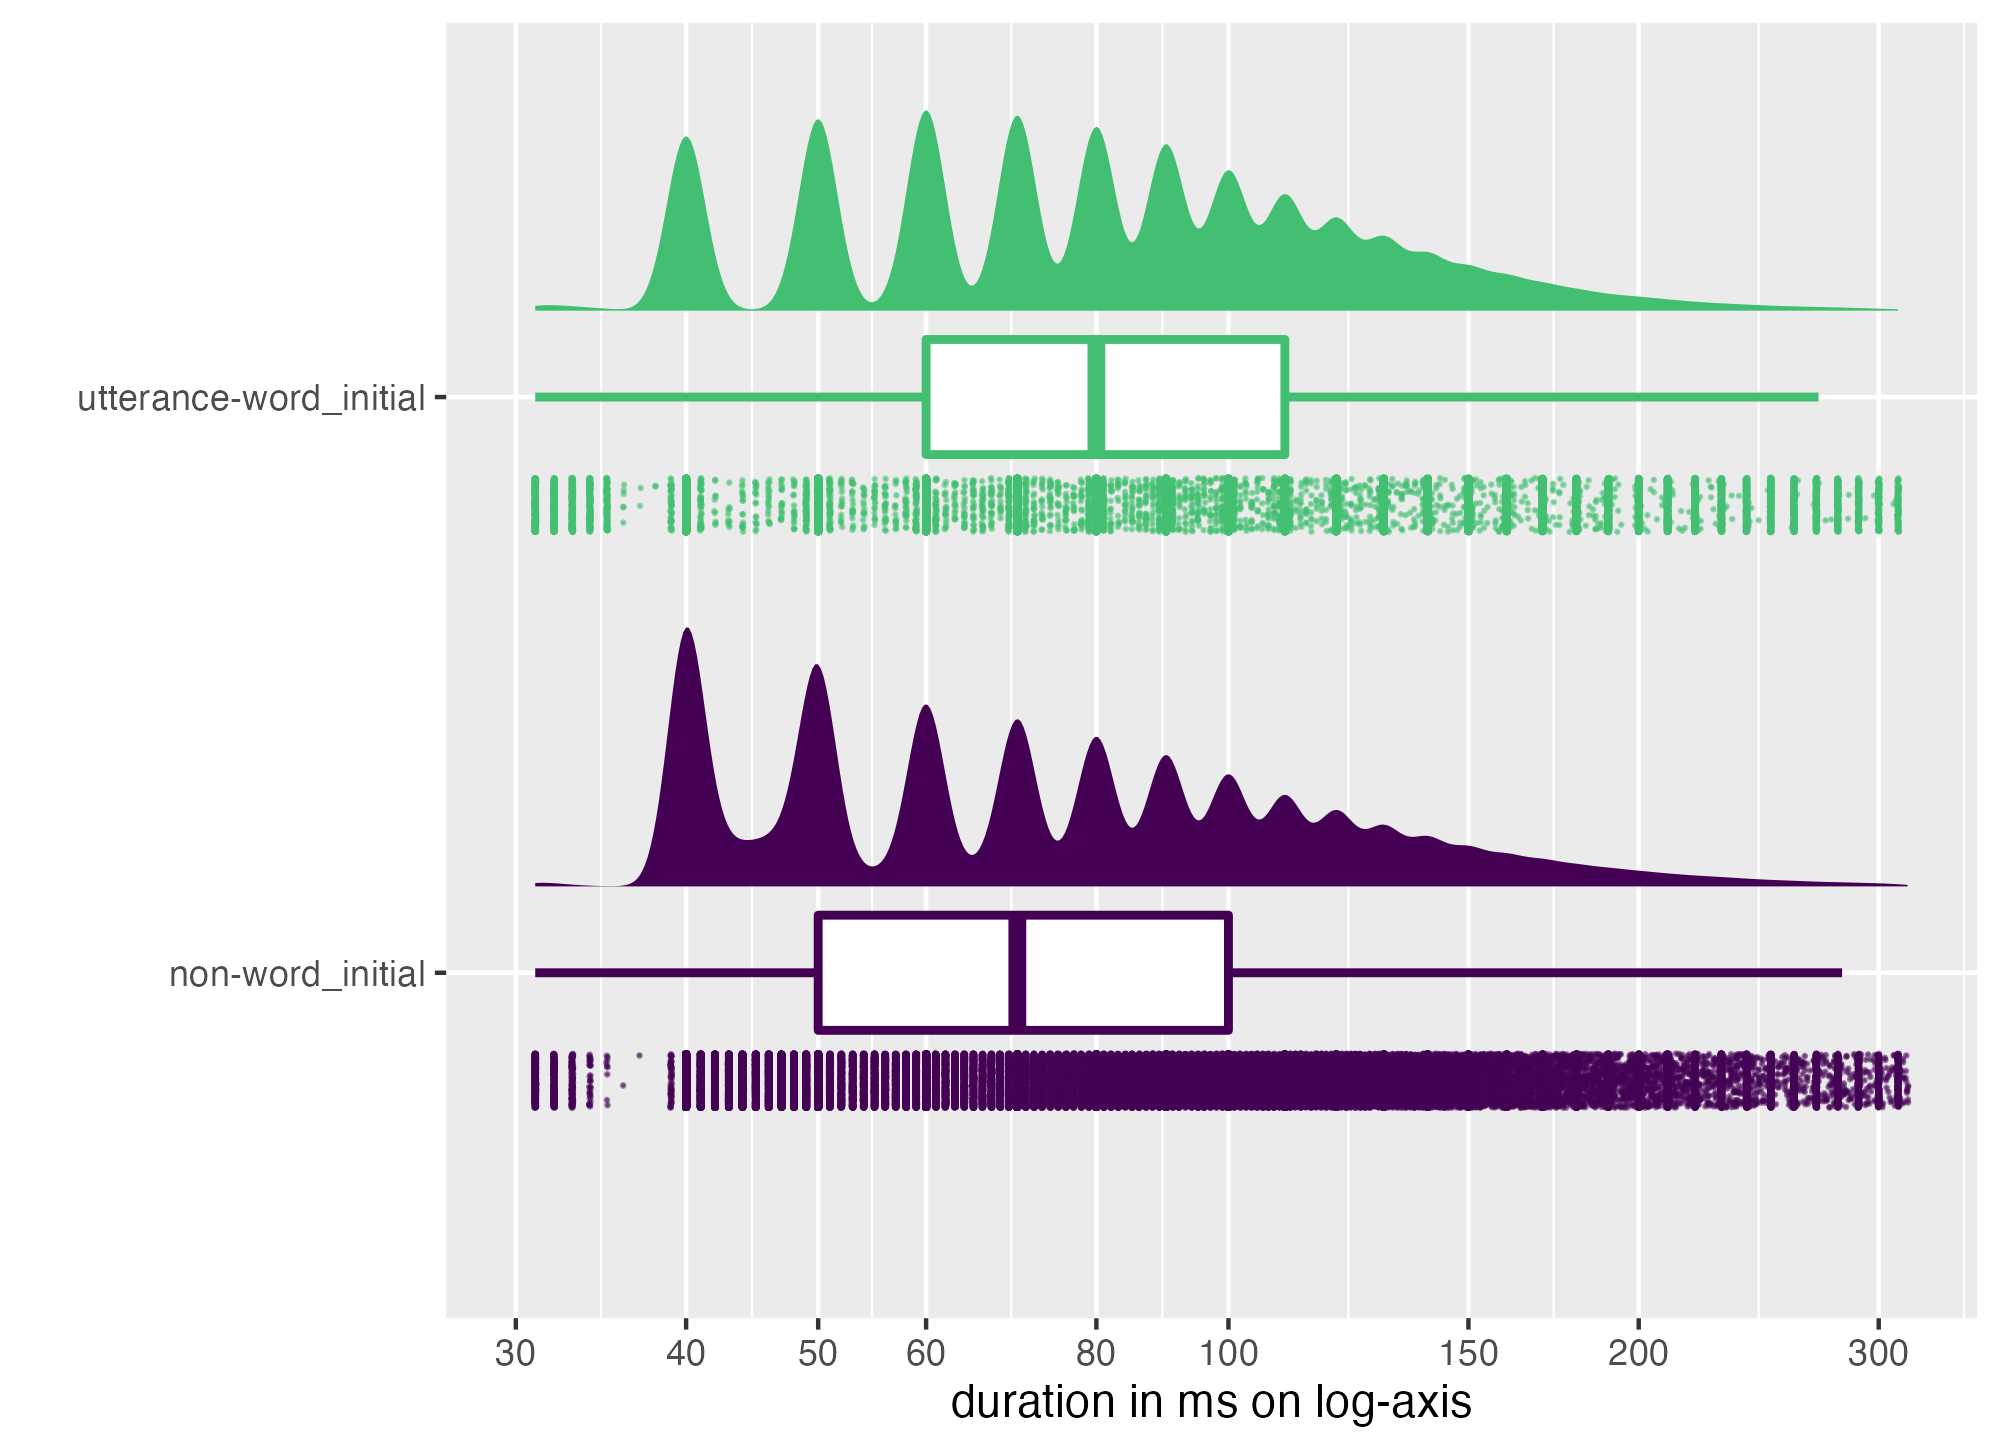 utterance-word_initial
non-word_initial
30 40 50 60 80 100 150 200 300
duration in ms on log-axis